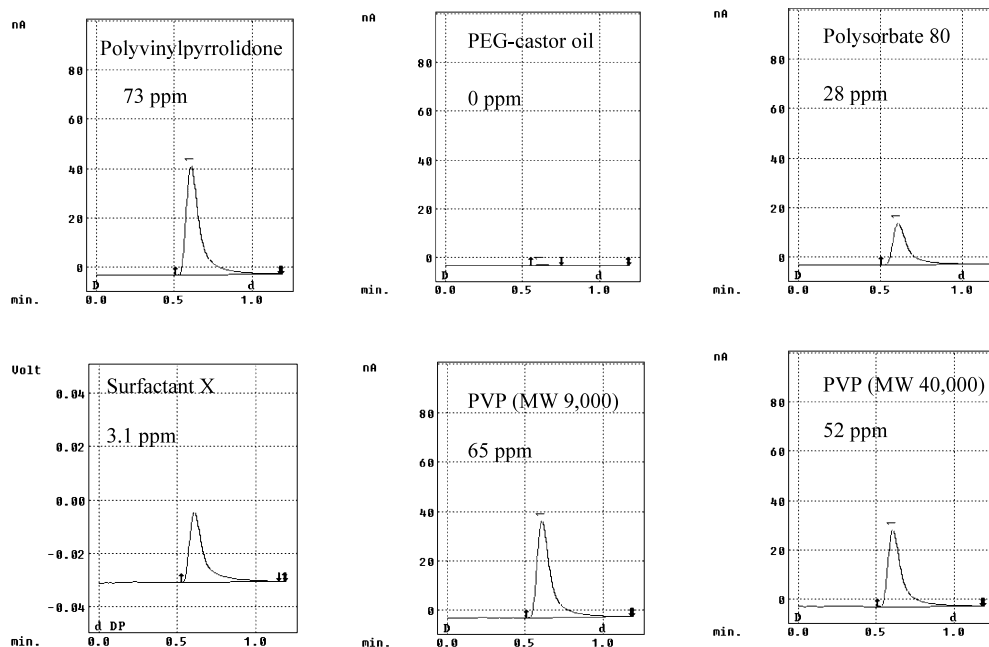 nA
Polyvinylpyrrolidone
73 ppm
80
60
40
20
0
D
d
min.
0.0
0.5
1.0
nA
PEG-castor oil
0 ppm
80
60
40
20
0
D
d
min.
0.0
0.5
1.0
nA
Polysorbate 80
28 ppm
80
60
40
20
0
D
d
min.
0.0
0.5
1.0
Volt
Surfactant X
3.1 ppm
0.04
0.02
0.00
-0.02
-0.04
d DP
min.
0.0
0.5
1.0
nA
PVP (MW 9,000)
65 ppm
80
60
40
20
0
D
d
min.
0.0
0.5
1.0
nA
PVP (MW 40,000)
52 ppm
80
60
40
20
0
D
d
min.
0.0
0.5
1.0